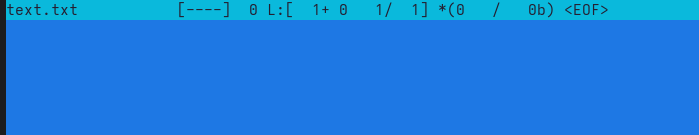 text.txt           [----]  0 L:[  1+ 0   1/  1] *(0   /   0b) <EOF>